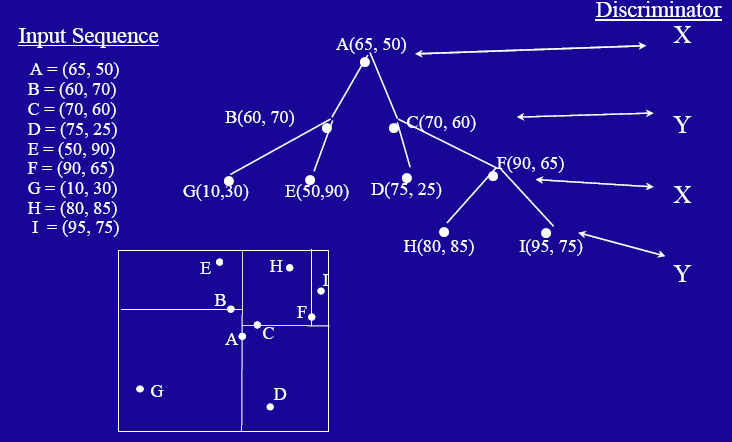 Discriminator
Input Sequence
A = (65, 50)
B = (60, 70)
C = (70, 60)
D = (75, 25)
E = (50, 90)
F = (90, 65)
G = (10, 30)
H = (80, 85)
I = (95, 75)
A(65, 50)
X
B(60, 70)
C(70, 60)
Y
F(90, 65)
G(10,30)
E(50,90)
D(75, 25)
X
H(80, 85)
I(95, 75)
Y
E
H
I
B
F
A
C
G
D